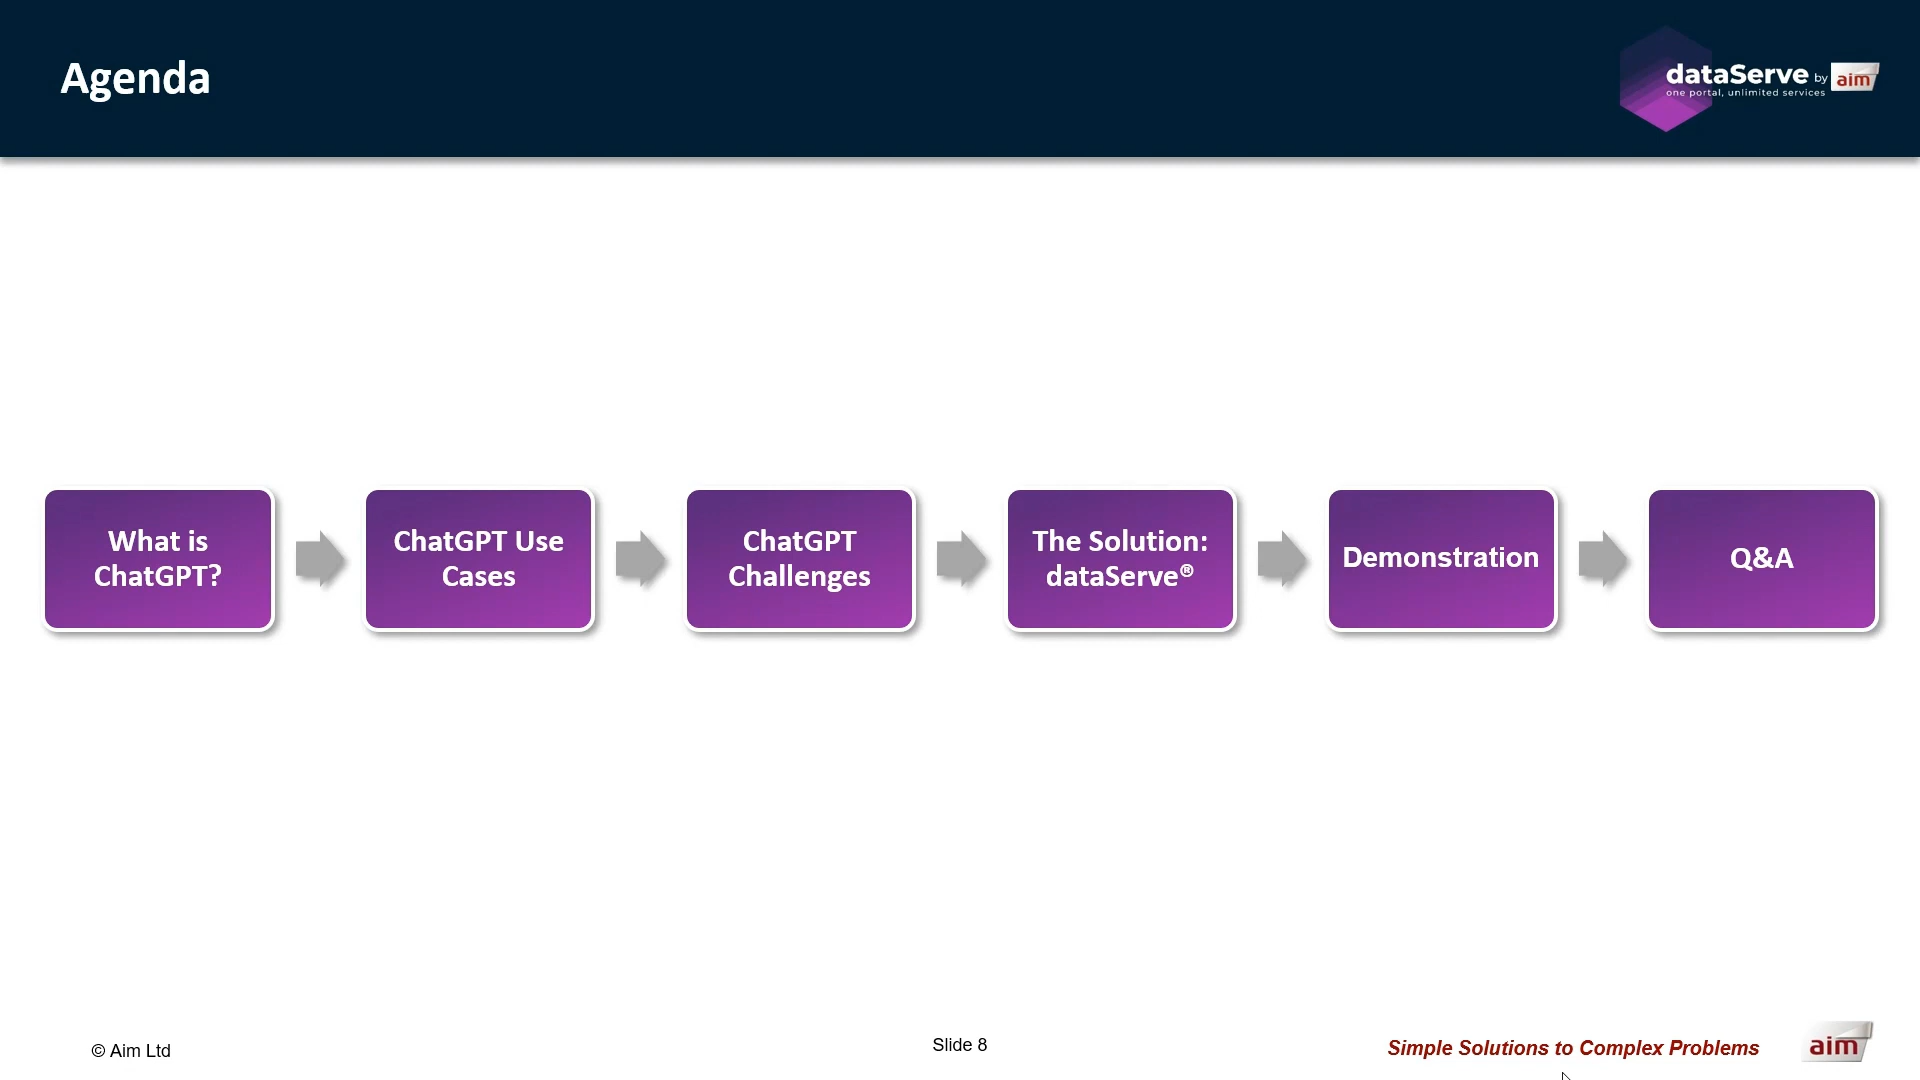 Agenda
dataServe by aim
one portal, unlimited services
What is
ChatGPT?
ChatGPT Use
Cases
ChatGPT
Challenges
The Solution:
dataServe®
Demonstration
Q&A
© Aim Ltd
Slide 8
Simple Solutions to Complex Problems
aim